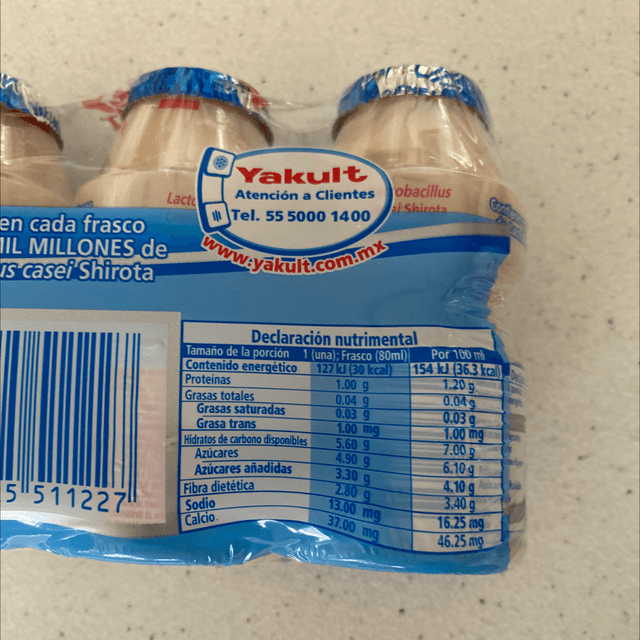 Yakult
Atención a Clientes
Tel. 55 5000 1400
www.yakult.com.mx
Lacto
obacillus
ei Shirota
en cada frasco
MIL MILLONES de
us casei Shirota
Declaración nutrimental
Tamaño de la porción 1 (una); Frasco (80ml) Por 100 ml
Contenido energético 127 kJ (30 kcal) 154 kJ (36.3 kcal)
Proteínas 1.00 g 1.20 g
Grasas totales 0.04 g 0.04 g
Grasas saturadas 0.03 g 0.03 g
Grasa trans 1.00 mg 1.00 mg
Hidratos de carbono disponibles 5.60 g 7.00 g
Azúcares 4.90 g 6.10 g
Azúcares añadidas 3.30 g 4.10 g
Fibra dietética 2.80 g 3.40 g
Sodio 13.00 mg 16.25 mg
Calcio 37.00 mg 46.25 mg
5 511227